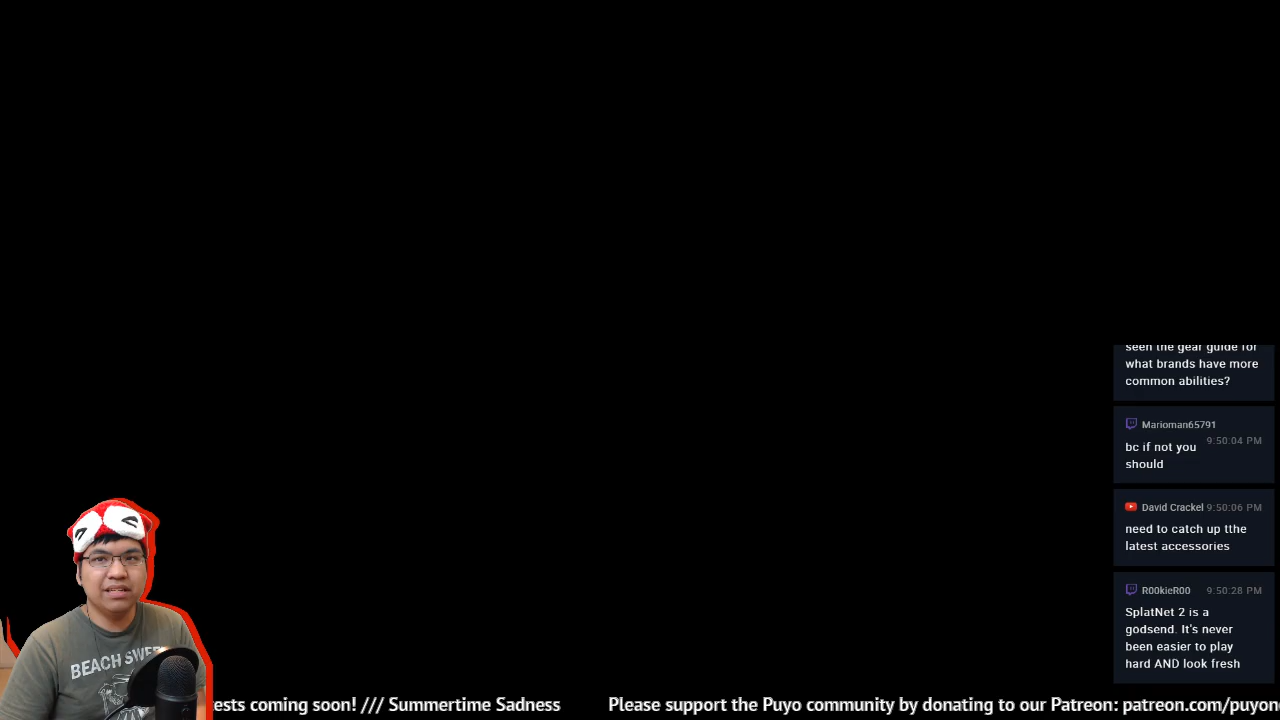 seen the gear guide for
what brands have more
common abilities?
Marioman65791
9:50:04 PM
bc if not you
should
David Crackel 9:50:06 PM
need to catch up tthe
latest accessories
R00kieR00 9:50:28 PM
SplatNet 2 is a
godsend. It's never
been easier to play
hard AND look fresh
BEACH
ests coming soon! /// Summertime Sadness Please support the Puyo community by donating to our Patreon: patreon.com/puyon